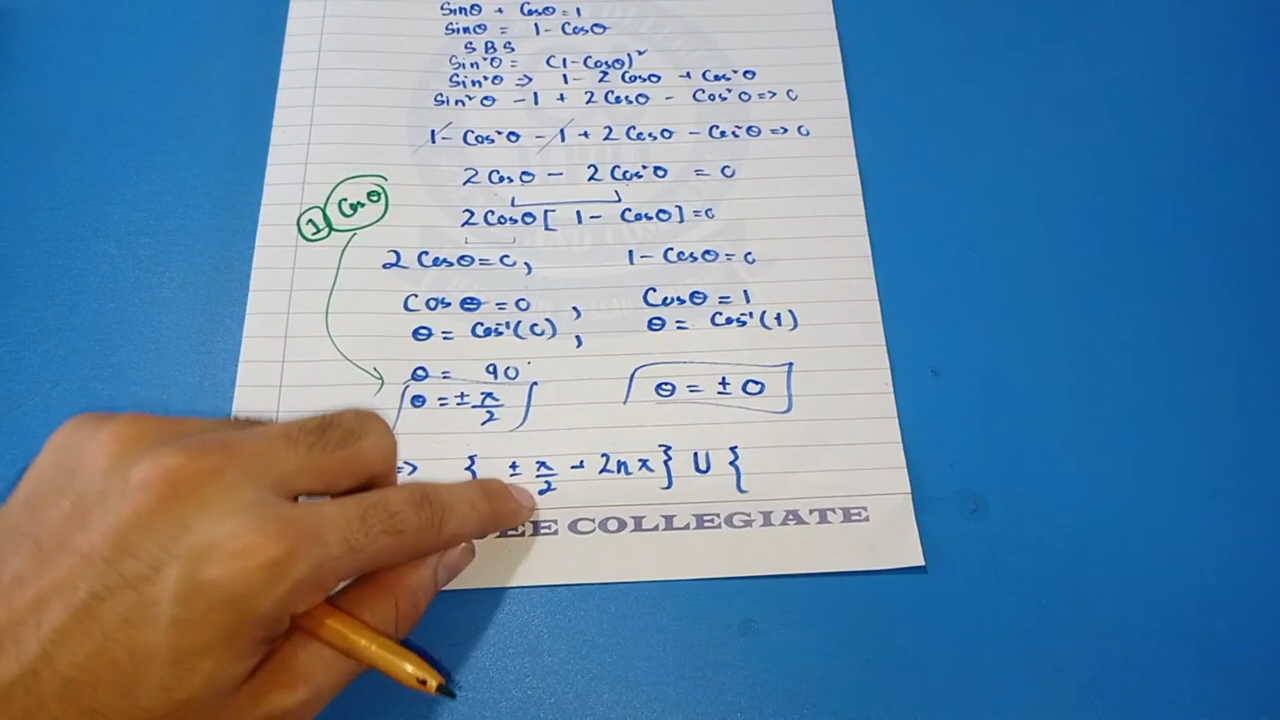 Sinθ + Cosθ = 1
Sinθ = 1 - Cosθ
S B S
Sin²θ = (1-Cosθ)²
Sin²θ ⇒ 1 - 2 Cosθ + Cos²θ
Sin²θ - 1 + 2 Cosθ - Cos²θ ⇒ 0
1 - Cos²θ - 1 + 2 Cosθ - Cos²θ ⇒ 0
2 Cosθ - 2 Cos²θ = 0
1 Cosθ
2 Cosθ [ 1 - Cosθ ] = 0
2 Cosθ = 0, 1 - Cosθ = 0
Cosθ = 0 , Cosθ = 1
θ = Cos⁻¹(0) , θ = Cos⁻¹(1)
θ = 90°
θ = ± π/2 θ = ± 0
⇒ { ± π/2 + 2nπ } U {
COLLEGIATE